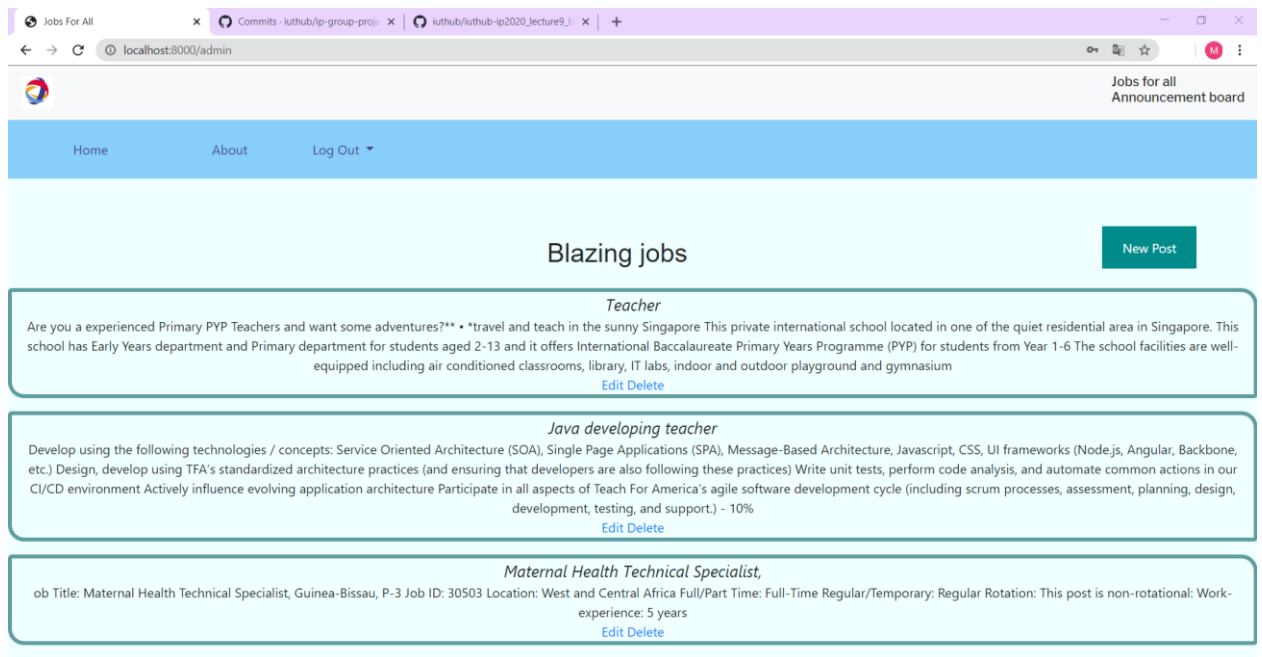 Jobs For All
Commits · iuthub/ip-group-proje
iuthub/iuthub-ip2020_lecture9_b
localhost:8000/admin
M
Jobs for all
Announcement board
Home About Log Out
Blazing jobs
New Post
Teacher
Are you a experienced Primary PYP Teachers and want some adventures?** • *travel and teach in the sunny Singapore This private international school located in one of the quiet residential area in Singapore. This
school has Early Years department and Primary department for students aged 2-13 and it offers International Baccalaureate Primary Years Programme (PYP) for students from Year 1-6 The school facilities are well-
equipped including air conditioned classrooms, library, IT labs, indoor and outdoor playground and gymnasium
Edit Delete
Java developing teacher
Develop using the following technologies / concepts: Service Oriented Architecture (SOA), Single Page Applications (SPA), Message-Based Architecture, Javascript, CSS, UI frameworks (Node.js, Angular, Backbone,
etc.) Design, develop using TFA's standardized architecture practices (and ensuring that developers are also following these practices) Write unit tests, perform code analysis, and automate common actions in our
CI/CD environment Actively influence evolving application architecture Participate in all aspects of Teach For America's agile software development cycle (including scrum processes, assessment, planning, design,
development, testing, and support.) - 10%
Edit Delete
Maternal Health Technical Specialist,
ob Title: Maternal Health Technical Specialist, Guinea-Bissau, P-3 Job ID: 30503 Location: West and Central Africa Full/Part Time: Full-Time Regular/Temporary: Regular Rotation: This post is non-rotational: Work-
experience: 5 years
Edit Delete